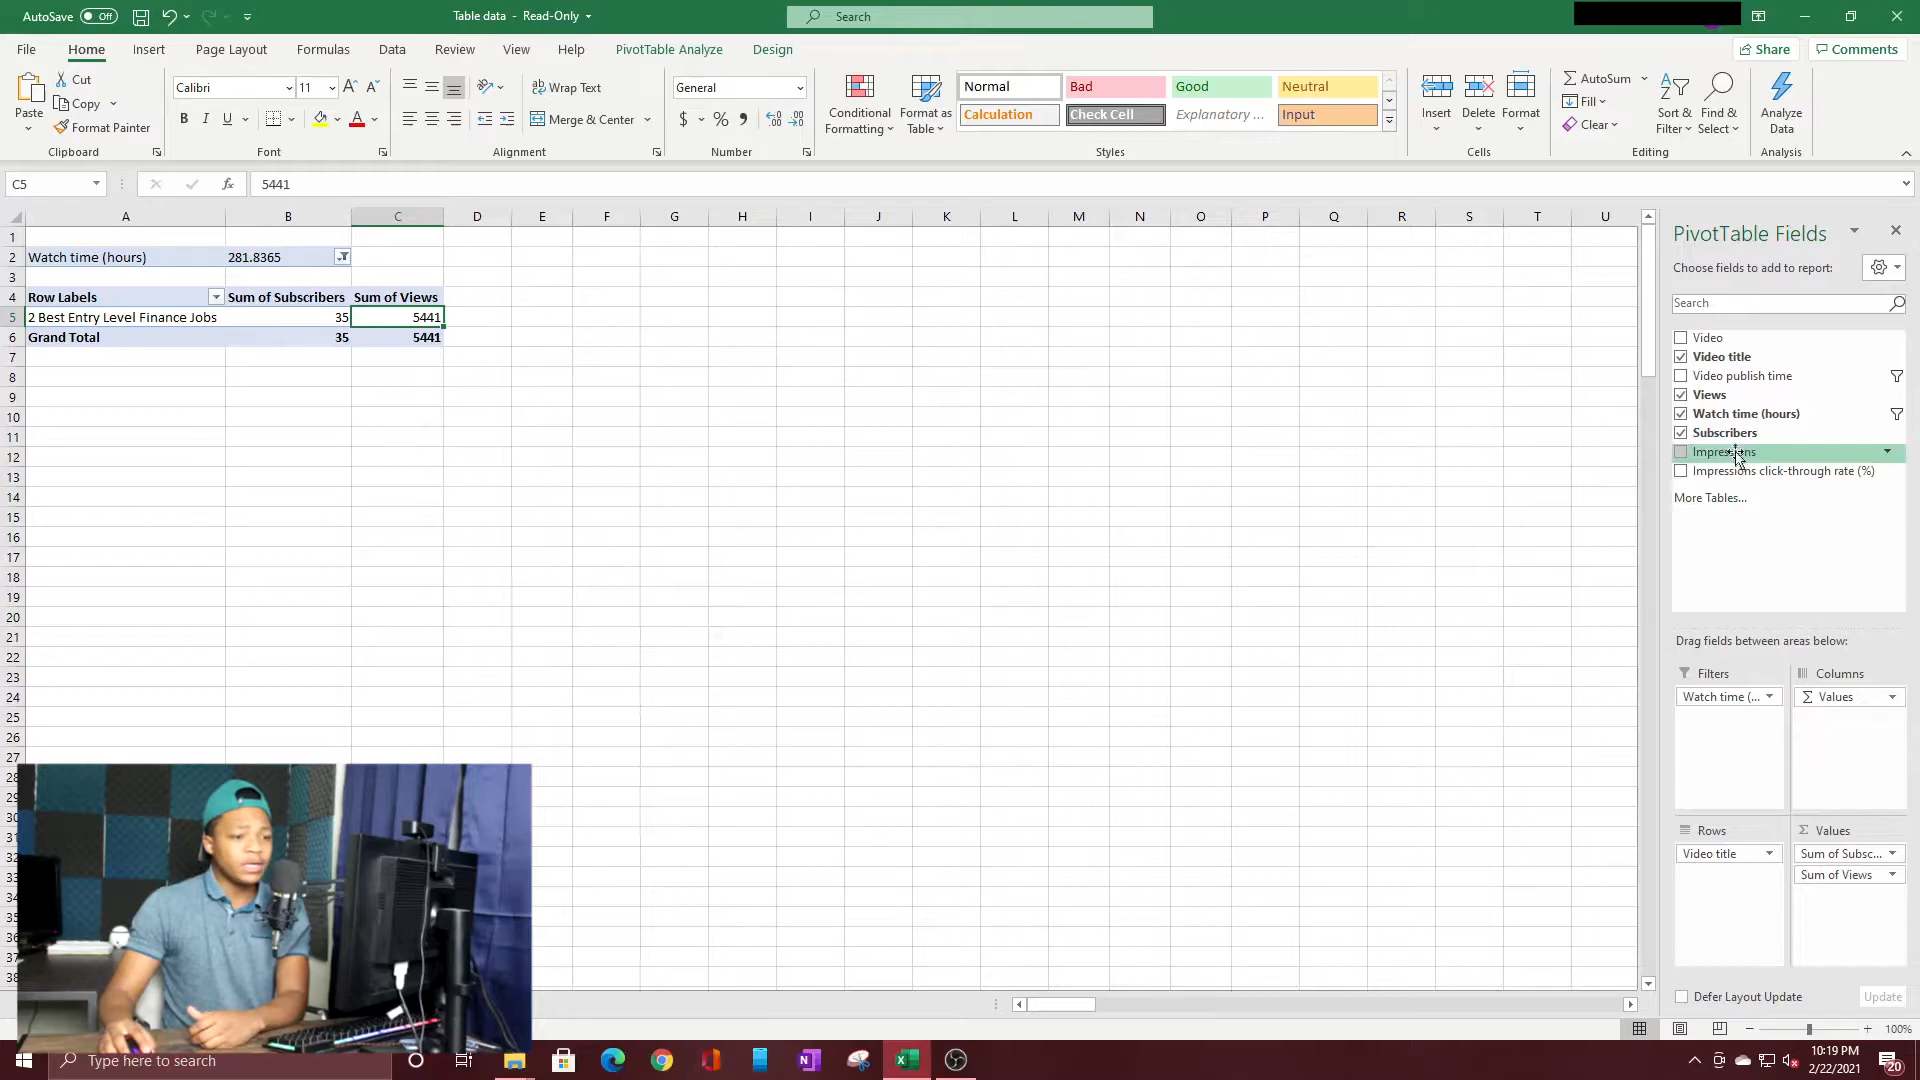 AutoSave Off
Table data - Read-Only
Search
File Home Insert Page Layout Formulas Data Review View Help PivotTable Analyze Design
Share Comments
Paste
Cut
Copy
Format Painter
Clipboard
Calibri 11
B I U
Font
Wrap Text
Merge & Center
Alignment
General
Number
Conditional Formatting
Format as Table
Normal Bad Good Neutral
Calculation Check Cell Explanatory ... Input
Styles
Insert Delete Format
Cells
AutoSum
Fill
Clear
Sort & Filter
Find & Select
Editing
Analyze Data
Analysis
C5
fx
5441
A B C D E F G H I J K L M N O P Q R S T U
1
2 Watch time (hours) 281.8365
3
4 Row Labels Sum of Subscribers Sum of Views
5 2 Best Entry Level Finance Jobs 35 5441
6 Grand Total 35 5441
7
8
9
10
11
12
13
14
15
16
17
18
19
20
21
22
23
24
25
26
27
28
29
30
31
32
33
34
35
36
37
38
PivotTable Fields
Choose fields to add to report:
Search
Video
Video title
Video publish time
Views
Watch time (hours)
Subscribers
Impressions
Impressions click-through rate (%)
More Tables...
Drag fields between areas below:
Filters
Watch time (...
Columns
Values
Rows
Video title
Values
Sum of Subsc...
Sum of Views
Defer Layout Update
Update
100%
Type here to search
10:19 PM
2/22/2021
20